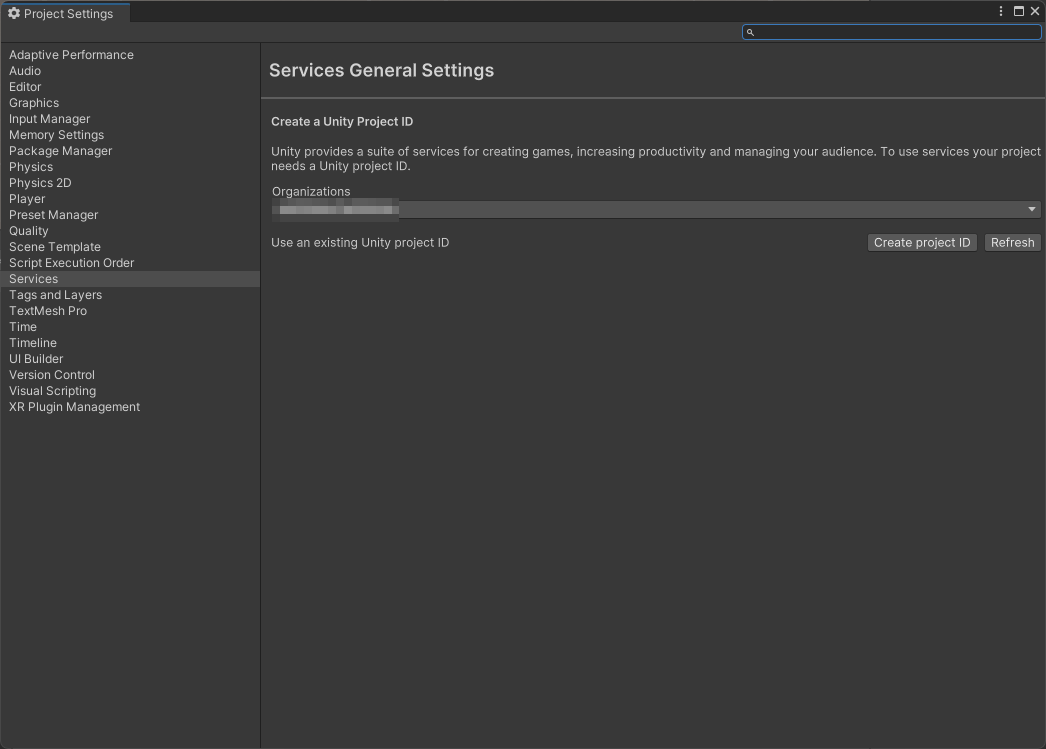 Project Settings
Adaptive Performance
Audio
Editor
Graphics
Input Manager
Memory Settings
Package Manager
Physics
Physics 2D
Player
Preset Manager
Quality
Scene Template
Script Execution Order
Services
Tags and Layers
TextMesh Pro
Time
Timeline
UI Builder
Version Control
Visual Scripting
XR Plugin Management
Services General Settings
Create a Unity Project ID
Unity provides a suite of services for creating games, increasing productivity and managing your audience. To use services your project
needs a Unity project ID.
Organizations
Use an existing Unity project ID
Create project ID
Refresh